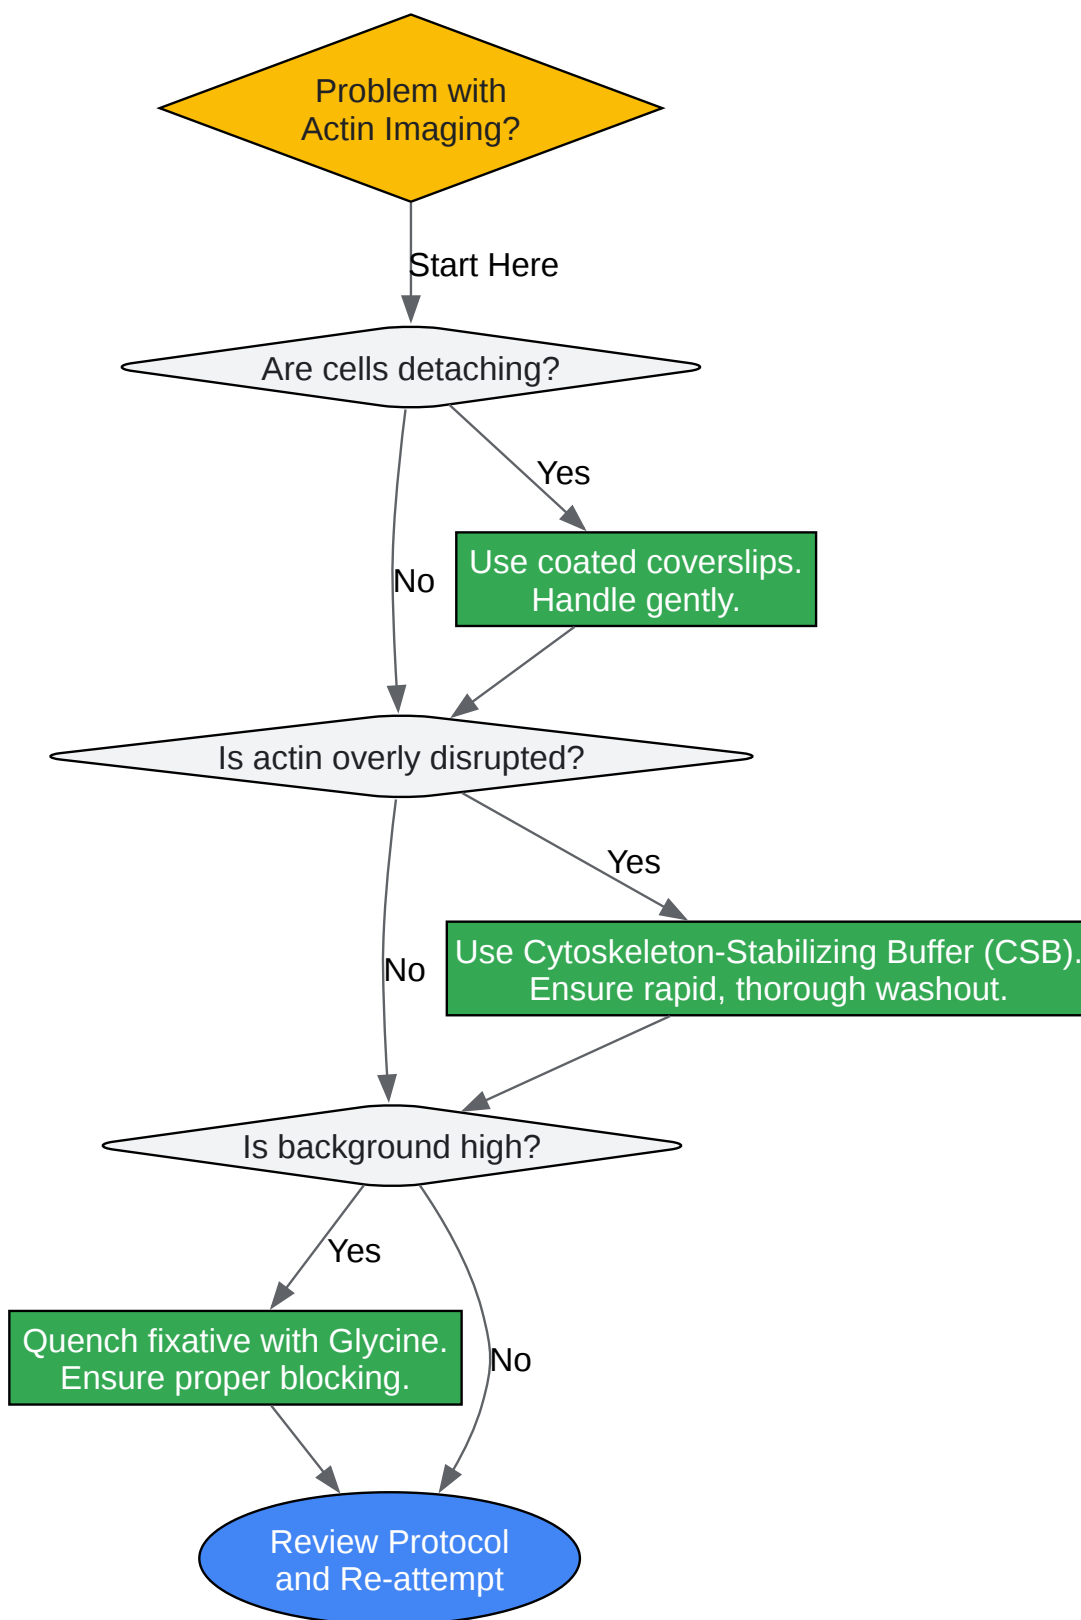 Problem with
Actin Imaging?
Start Here
Are cells detaching?
Yes
No
Use coated coverslips.
Handle gently.
Is actin overly disrupted?
Yes
No
Use Cytoskeleton-Stabilizing Buffer (CSB).
Ensure rapid, thorough washout.
Is background high?
Yes
No
Quench fixative with Glycine.
Ensure proper blocking.
Review Protocol
and Re-attempt